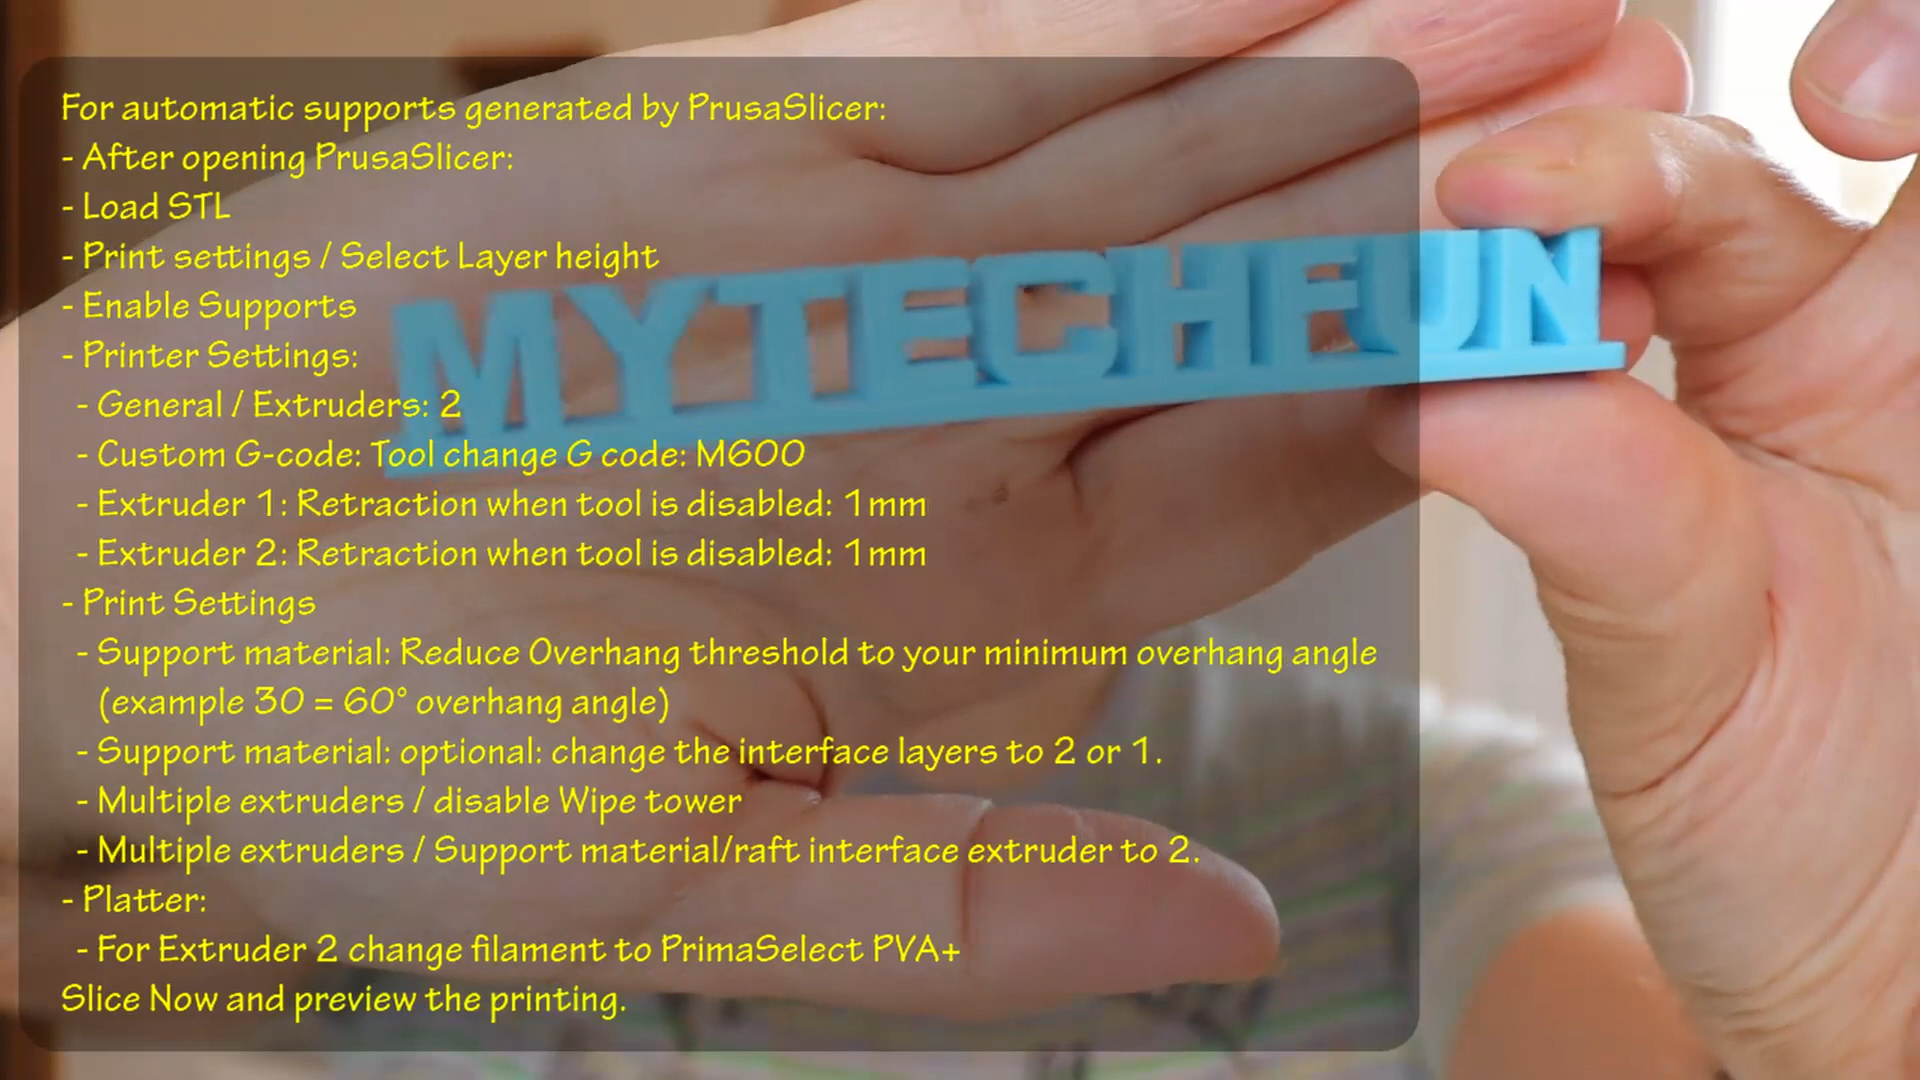 For automatic supports generated by PrusaSlicer:
- After opening PrusaSlicer:
- Load STL
- Print settings / Select Layer height
- Enable Supports
- Printer Settings:
- General / Extruders: 2
- Custom G-code: Tool change G code: M600
- Extruder 1: Retraction when tool is disabled: 1mm
- Extruder 2: Retraction when tool is disabled: 1mm
- Print Settings
- Support material: Reduce Overhang threshold to your minimum overhang angle
(example 30 = 60° overhang angle)
- Support material: optional: change the interface layers to 2 or 1.
- Multiple extruders / disable Wipe tower
- Multiple extruders / Support material/raft interface extruder to 2.
- Platter:
- For Extruder 2 change filament to PrimaSelect PVA+
Slice Now and preview the printing.
MYTECHFUN